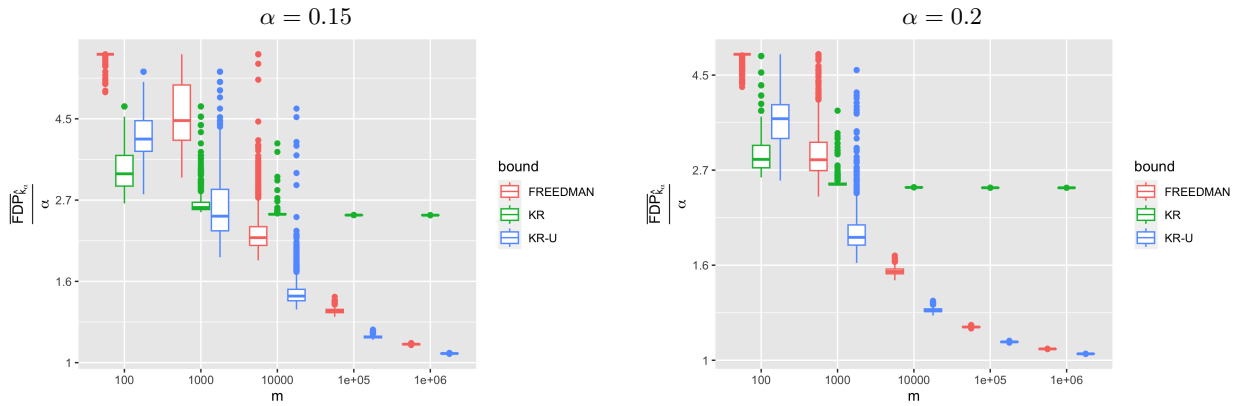 α = 0.15
4.5
2.7
1.6
1
100
1000
10000
1e+05
1e+06
m
FDP k̂α / α
bound
FREEDMAN
KR
KR-U
α = 0.2
4.5
2.7
1.6
1
100
1000
10000
1e+05
1e+06
m
FDP k̂α / α
bound
FREEDMAN
KR
KR-U